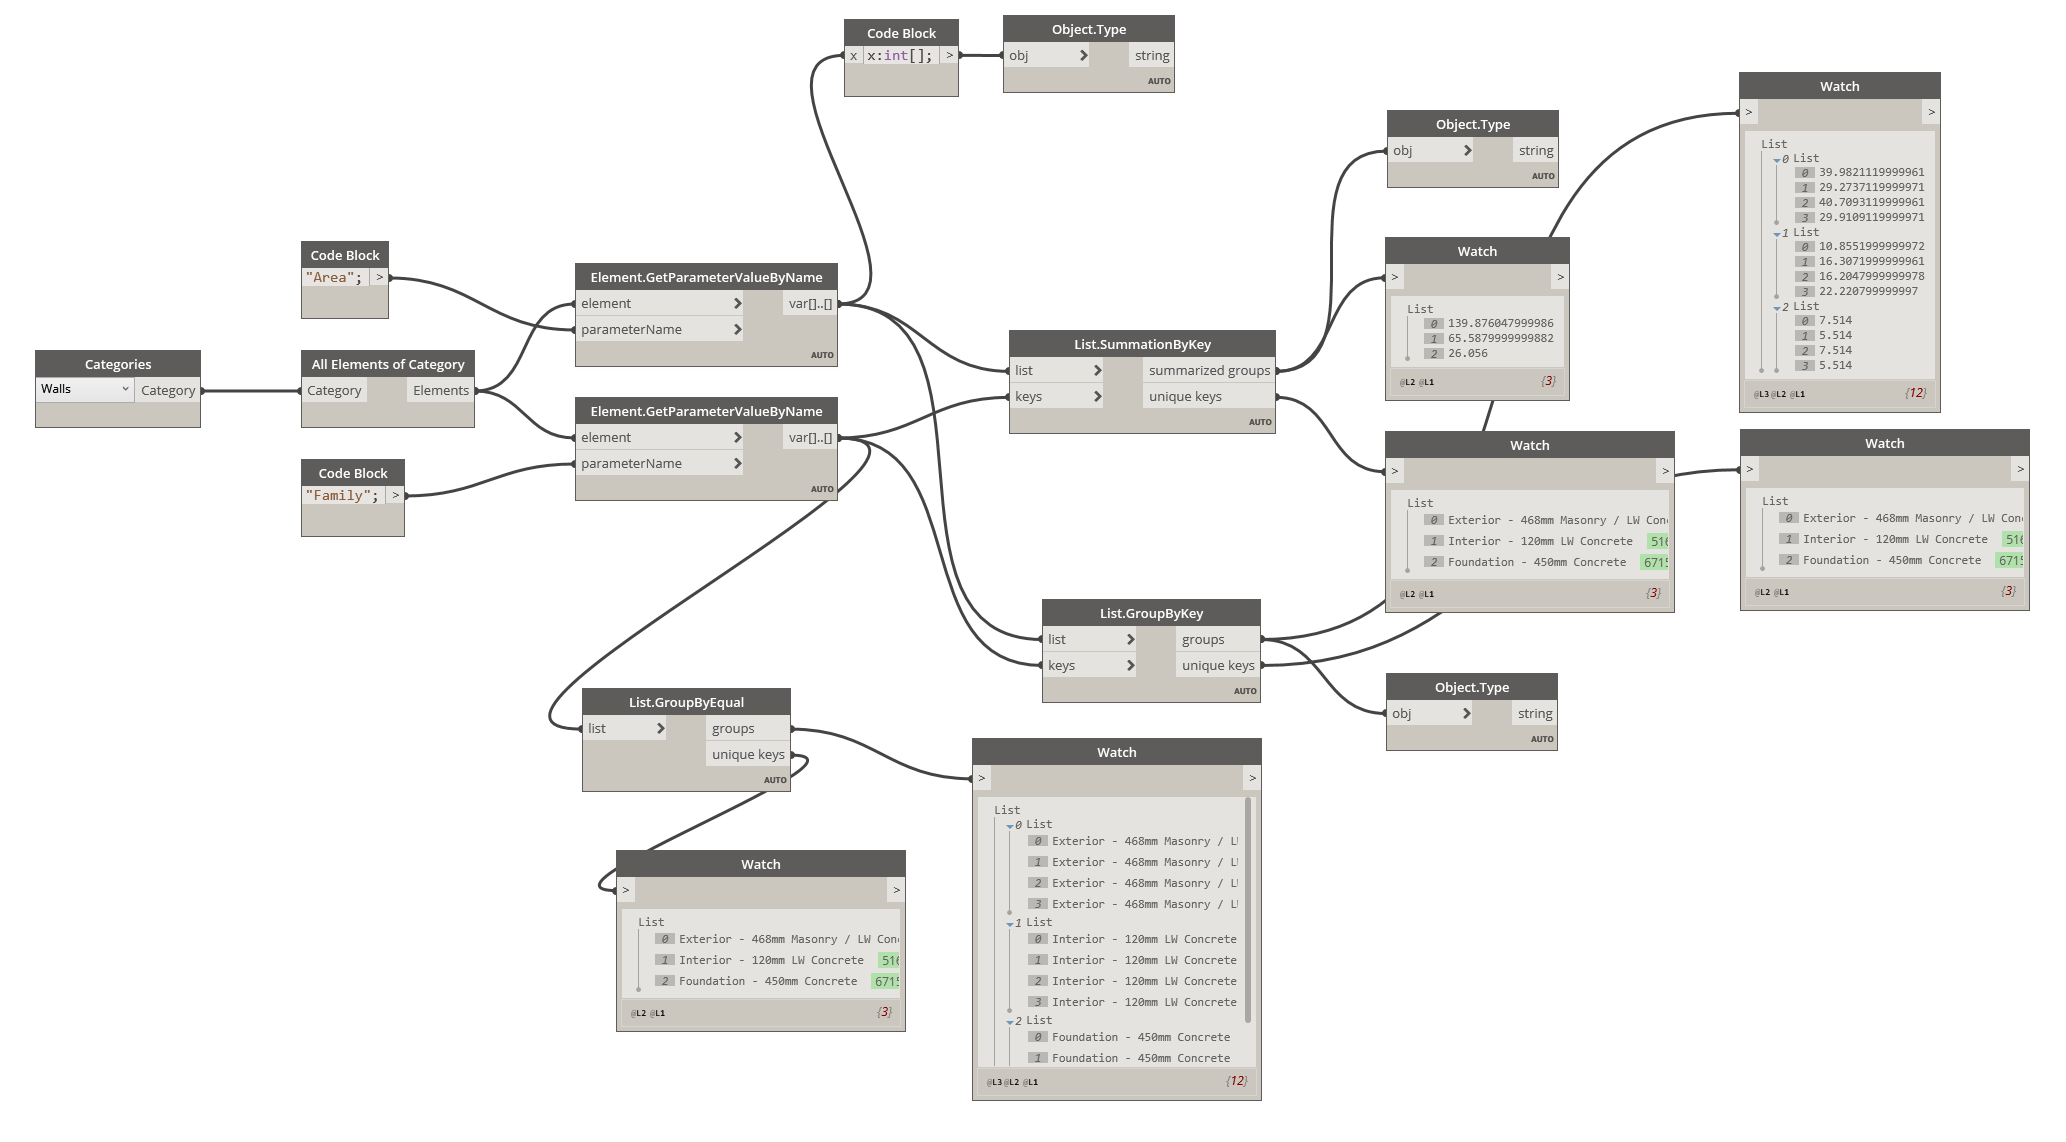 Code Block
x x:int[]; >
Object.Type
obj > string
AUTO
Code Block
"Area"; >
Categories
Walls Category
All Elements of Category
Category Elements
Code Block
"Family"; >
Element.GetParameterValueByName
element > var[]..[]
parameterName >
AUTO
Element.GetParameterValueByName
element > var[]..[]
parameterName >
AUTO
List.SummationByKey
list > summarized groups
keys > unique keys
AUTO
Object.Type
obj > string
AUTO
Watch
> >
List
0 139.876047999986
1 65.5879999999882
2 26.056
@L2 @L1 {3}
Watch
> >
List
0 List
0 39.9821119999961
1 29.2737119999971
2 40.7093119999961
3 29.9109119999971
1 List
0 10.8551999999972
1 16.3071999999961
2 16.2047999999978
3 22.220799999997
2 List
0 7.514
1 5.514
2 7.514
3 5.514
@L3 @L2 @L1 {12}
Watch
> >
List
0 Exterior - 468mm Masonry / LW Con
1 Interior - 120mm LW Concrete 516
2 Foundation - 450mm Concrete 6715
@L2 @L1 {3}
Watch
> >
List
0 Exterior - 468mm Masonry / LW Con
1 Interior - 120mm LW Concrete 516
2 Foundation - 450mm Concrete 6715
@L2 @L1 {3}
List.GroupByKey
list > groups
keys > unique keys
AUTO
Object.Type
obj > string
AUTO
List.GroupByEqual
list > groups
unique keys
AUTO
Watch
> >
List
0 Exterior - 468mm Masonry / LW Con
1 Interior - 120mm LW Concrete 516
2 Foundation - 450mm Concrete 6715
@L2 @L1 {3}
Watch
> >
List
0 List
0 Exterior - 468mm Masonry / L
1 Exterior - 468mm Masonry / L
2 Exterior - 468mm Masonry / L
3 Exterior - 468mm Masonry / L
1 List
0 Interior - 120mm LW Concrete
1 Interior - 120mm LW Concrete
2 Interior - 120mm LW Concrete
3 Interior - 120mm LW Concrete
2 List
0 Foundation - 450mm Concrete
1 Foundation - 450mm Concrete
@L3 @L2 @L1 {12}